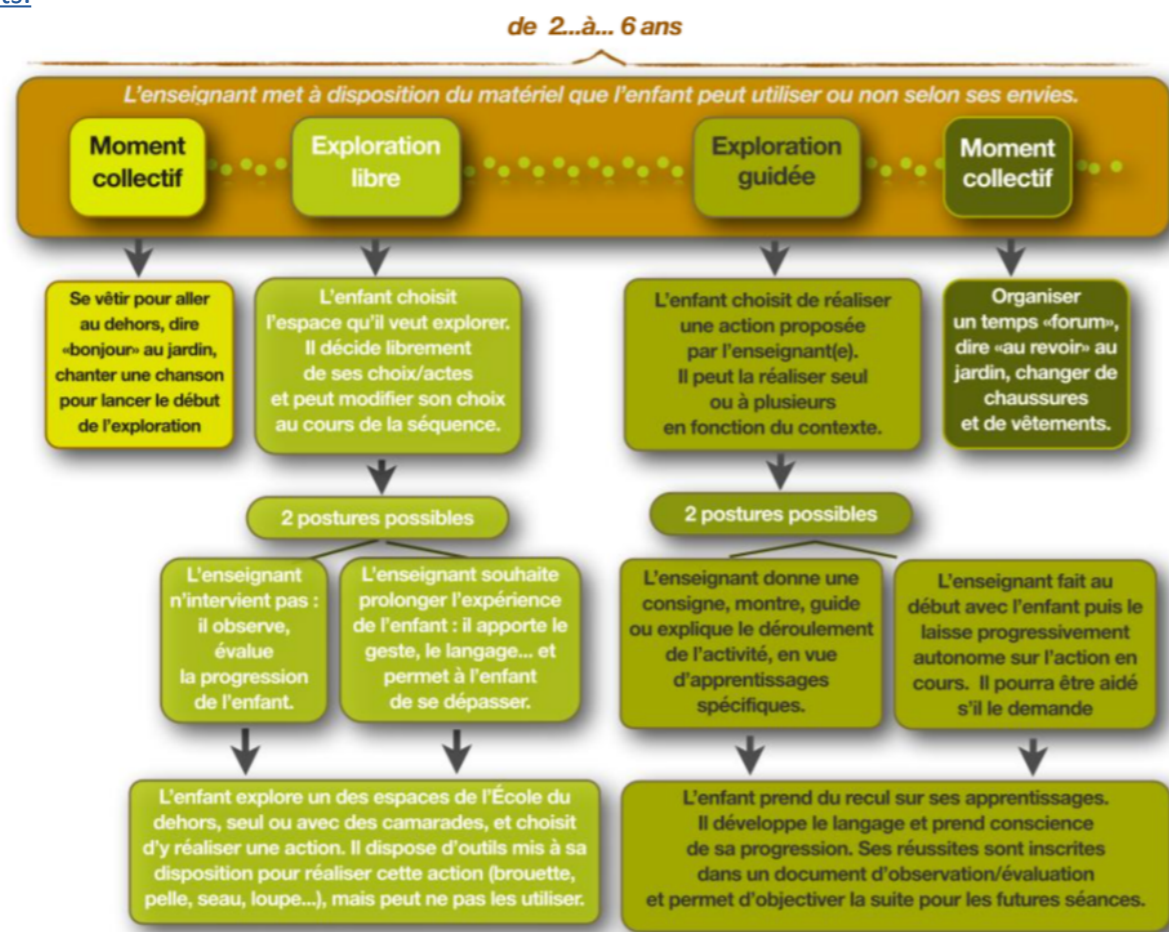 ts.
de 2...à... 6 ans
L'enseignant met à disposition du matériel que l'enfant peut utiliser ou non selon ses envies.
Moment
collectif
Exploration
libre
Exploration
guidée
Moment
collectif
Se vêtir pour aller
au dehors, dire
«bonjour» au jardin,
chanter une chanson
pour lancer le début
de l'exploration
L'enfant choisit
l'espace qu'il veut explorer.
Il décide librement
de ses choix/actes
et peut modifier son choix
au cours de la séquence.
L'enfant choisit de réaliser
une action proposée
par l'enseignant(e).
Il peut la réaliser seul
ou à plusieurs
en fonction du contexte.
Organiser
un temps «forum»,
dire «au revoir» au
jardin, changer de
chaussures
et de vêtements.
2 postures possibles
2 postures possibles
L'enseignant
n'intervient pas :
il observe,
évalue
la progression
de l'enfant.
L'enseignant souhaite
prolonger l'expérience
de l'enfant : il apporte le
geste, le langage... et
permet à l'enfant
de se dépasser.
L'enseignant donne une
consigne, montre, guide
ou explique le déroulement
de l'activité, en vue
d'apprentissages
spécifiques.
L'enseignant fait au
début avec l'enfant puis le
laisse progressivement
autonome sur l'action en
cours. Il pourra être aidé
s'il le demande
L'enfant explore un des espaces de l'École du
dehors, seul ou avec des camarades, et choisit
d'y réaliser une action. Il dispose d'outils mis à sa
disposition pour réaliser cette action (brouette,
pelle, seau, loupe...), mais peut ne pas les utiliser.
L'enfant prend du recul sur ses apprentissages.
Il développe le langage et prend conscience
de sa progression. Ses réussites sont inscrites
dans un document d'observation/évaluation
et permet d'objectiver la suite pour les futures séances.